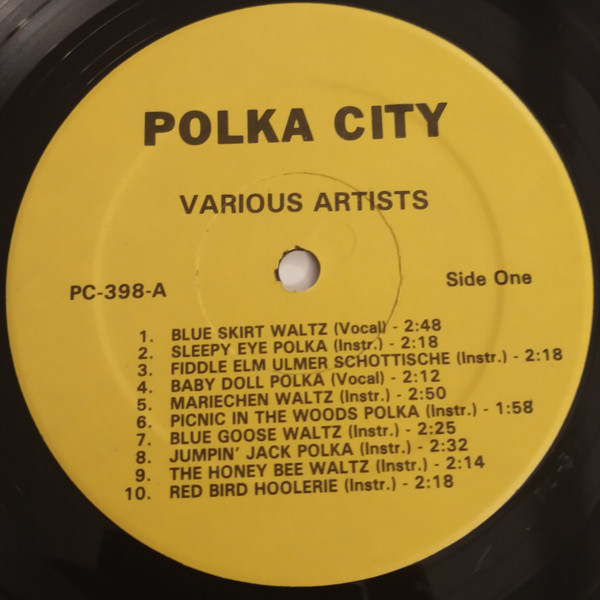 POLKA CITY
VARIOUS ARTISTS
PC-398-A
Side One
1. BLUE SKIRT WALTZ (Vocal) - 2:48
2. SLEEPY EYE POLKA (Instr.) - 2:18
3. FIDDLE ELM ULMER SCHOTTISCHE (Instr.) - 2:18
4. BABY DOLL POLKA (Vocal) - 2:12
5. MARIECHEN WALTZ (Instr.) - 2:50
6. PICNIC IN THE WOODS POLKA (Instr.) - 1:58
7. BLUE GOOSE WALTZ (Instr.) - 2:25
8. JUMPIN' JACK POLKA (Instr.) - 2:32
9. THE HONEY BEE WALTZ (Instr.) - 2:14
10. RED BIRD HOOLERIE (Instr.) - 2:18